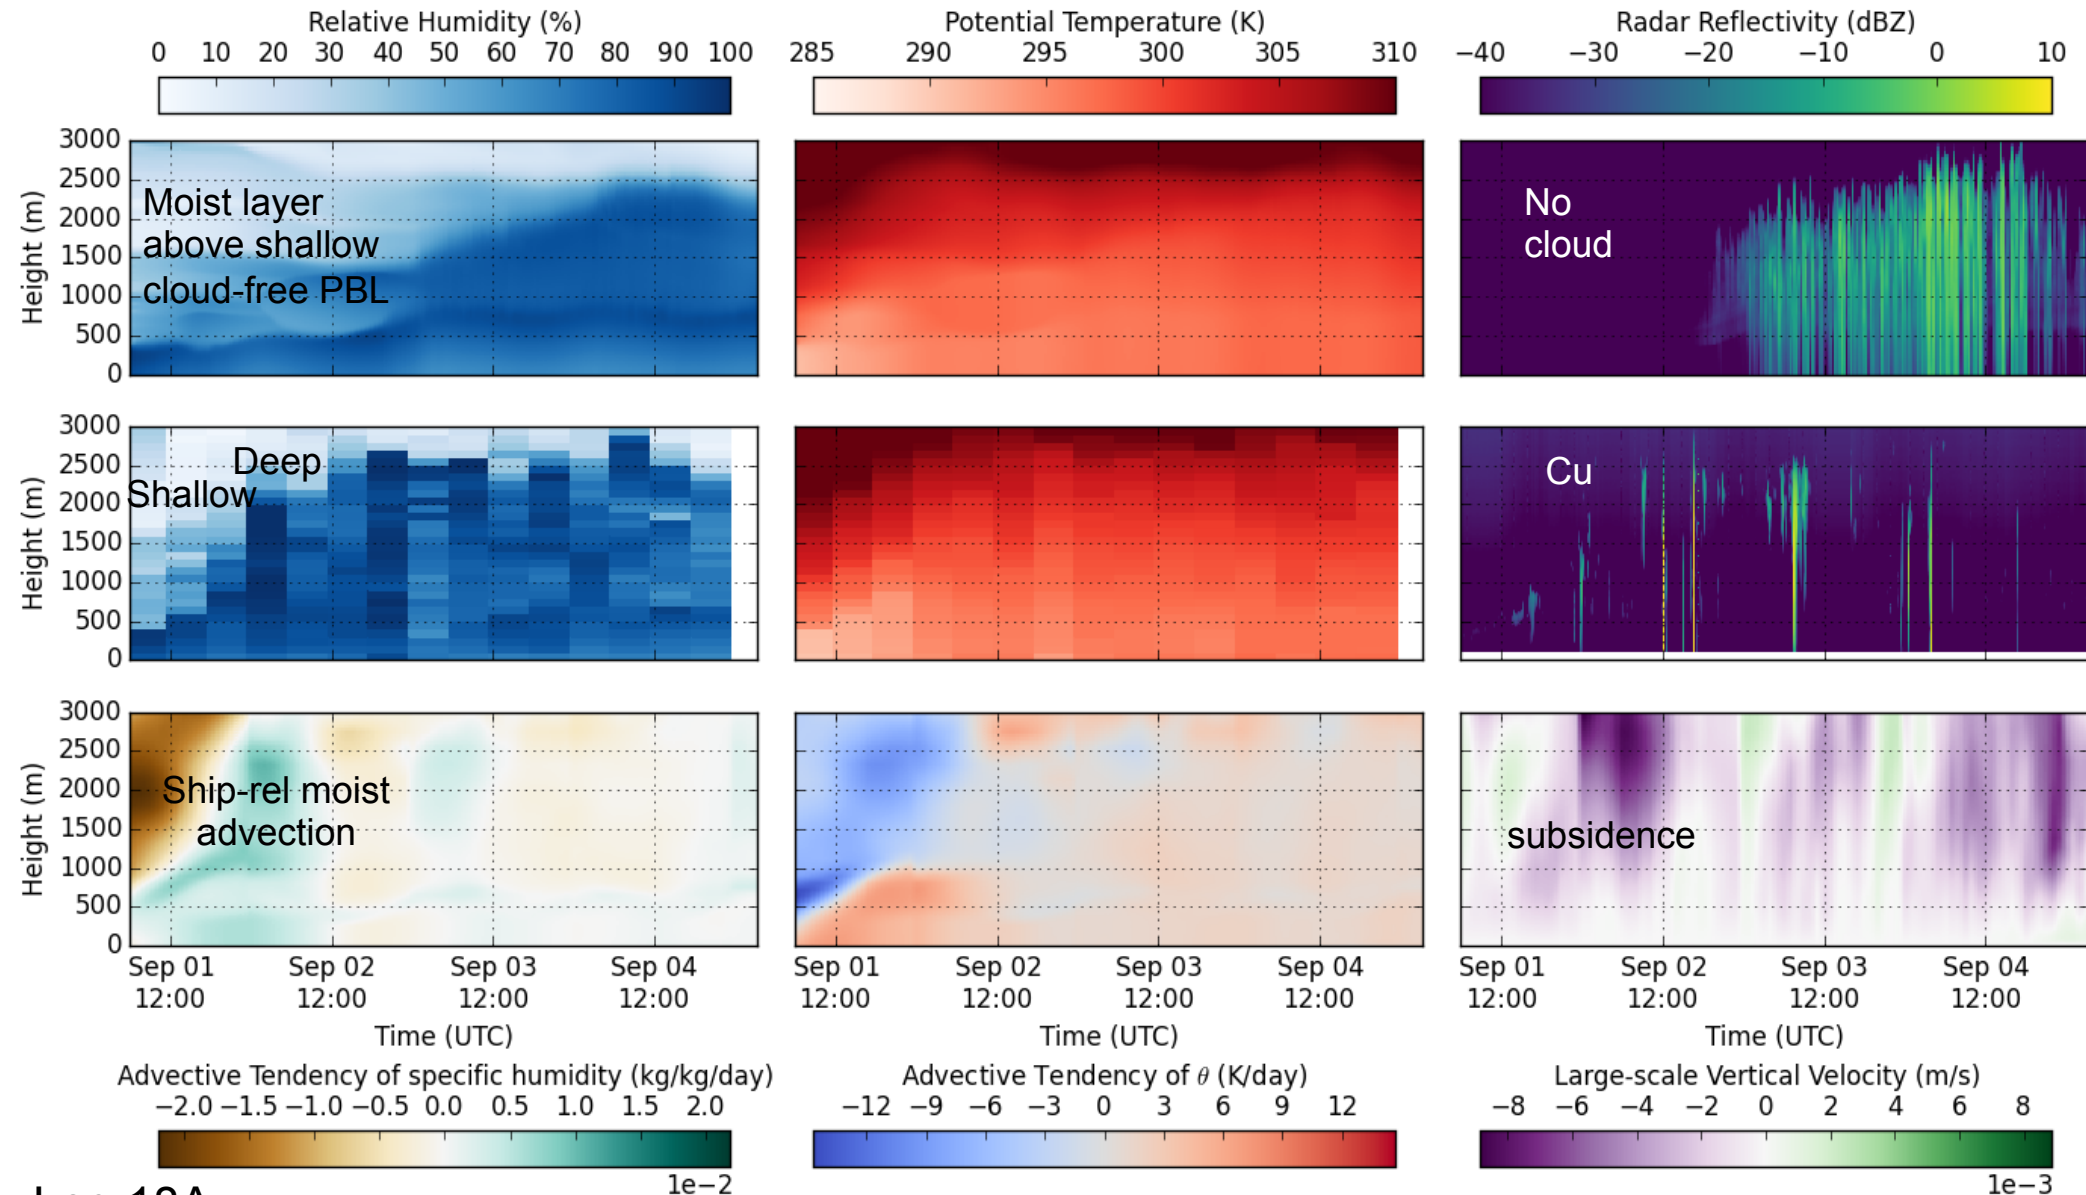 Relative Humidity (%)
0 10 20 30 40 50 60 70 80 90 100
Potential Temperature (K)
285 290 295 300 305 310
Radar Reflectivity (dBZ)
−40 −30 −20 −10 0 10
3000
2500
2000
1500
1000
500
0
Height (m)
Moist layer
above shallow
cloud-free PBL
No
cloud
3000
2500
2000
1500
1000
500
0
Height (m)
Deep
Shallow
Cu
3000
2500
2000
1500
1000
500
0
Height (m)
Ship-rel moist
advection
subsidence
Sep 01 Sep 02 Sep 03 Sep 04
12:00 12:00 12:00 12:00
Time (UTC)
Sep 01 Sep 02 Sep 03 Sep 04
12:00 12:00 12:00 12:00
Time (UTC)
Sep 01 Sep 02 Sep 03 Sep 04
12:00 12:00 12:00 12:00
Time (UTC)
Advective Tendency of specific humidity (kg/kg/day)
−2.0 −1.5 −1.0 −0.5 0.0 0.5 1.0 1.5 2.0
1e−2
Advective Tendency of θ (K/day)
−12 −9 −6 −3 0 3 6 9 12
Large-scale Vertical Velocity (m/s)
−8 −6 −4 −2 0 2 4 6 8
1e−3